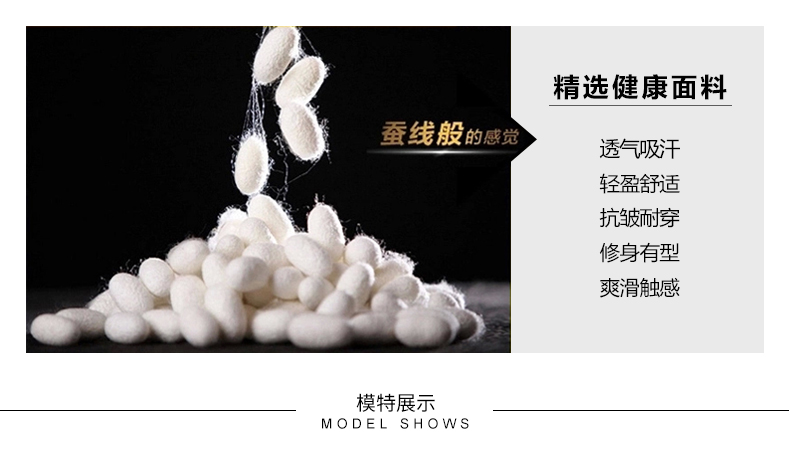 蚕线般的感觉
精选健康面料
透气吸汗
轻盈舒适
抗皱耐穿
修身有型
爽滑触感
模特展示
MODEL SHOWS